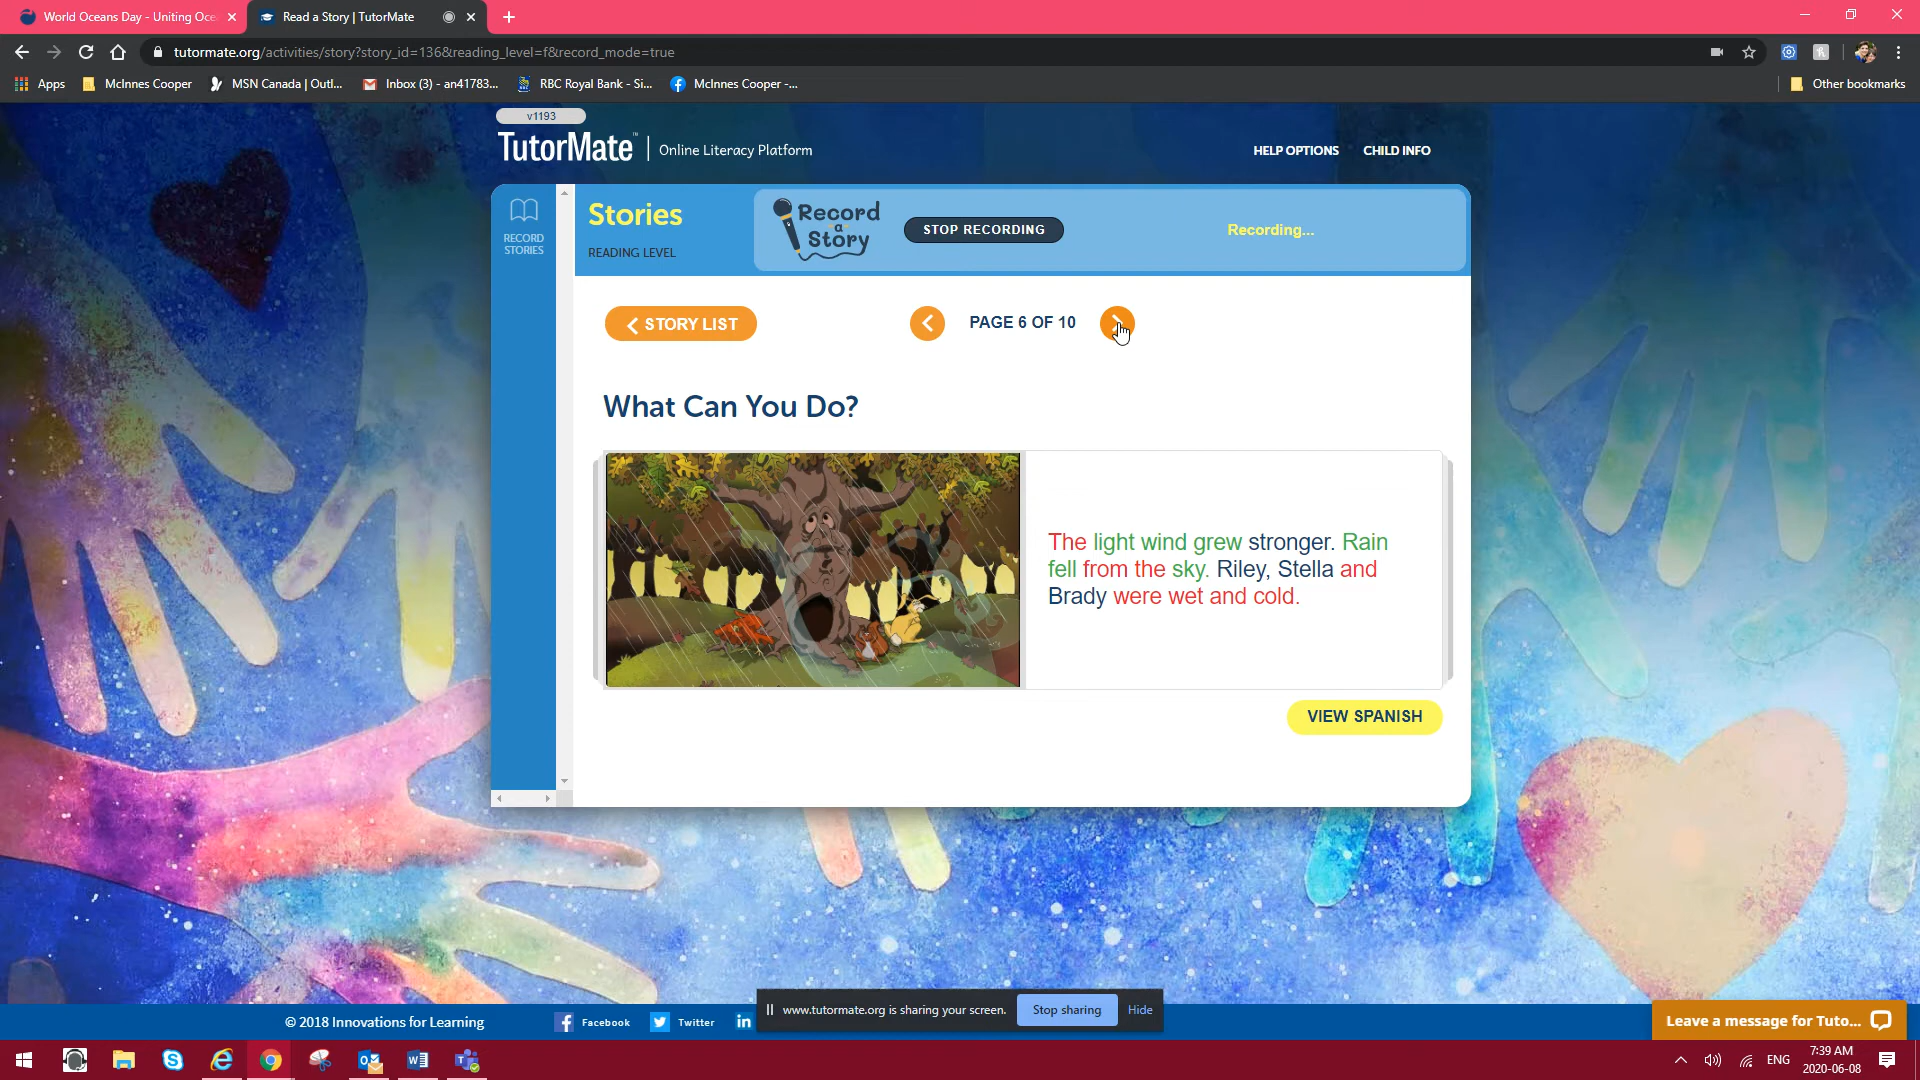 World Oceans Day - Uniting Oce
Read a Story | TutorMate
tutormate.org/activities/story?story_id=136&reading_level=f&record_mode=true
Apps
McInnes Cooper
MSN Canada | Outl...
Inbox (3) - an41783...
RBC Royal Bank - Si...
McInnes Cooper -...
Other bookmarks
v1193
TutorMate™ | Online Literacy Platform
HELP OPTIONS
CHILD INFO
RECORD
STORIES
Stories
READING LEVEL
Record
a
Story
STOP RECORDING
Recording...
STORY LIST
PAGE 6 OF 10
What Can You Do?
The light wind grew stronger. Rain
fell from the sky. Riley, Stella and
Brady were wet and cold.
VIEW SPANISH
© 2018 Innovations for Learning
Facebook
Twitter
in
www.tutormate.org is sharing your screen.
Stop sharing
Hide
Leave a message for Tuto...
ENG
7:39 AM
2020-06-08